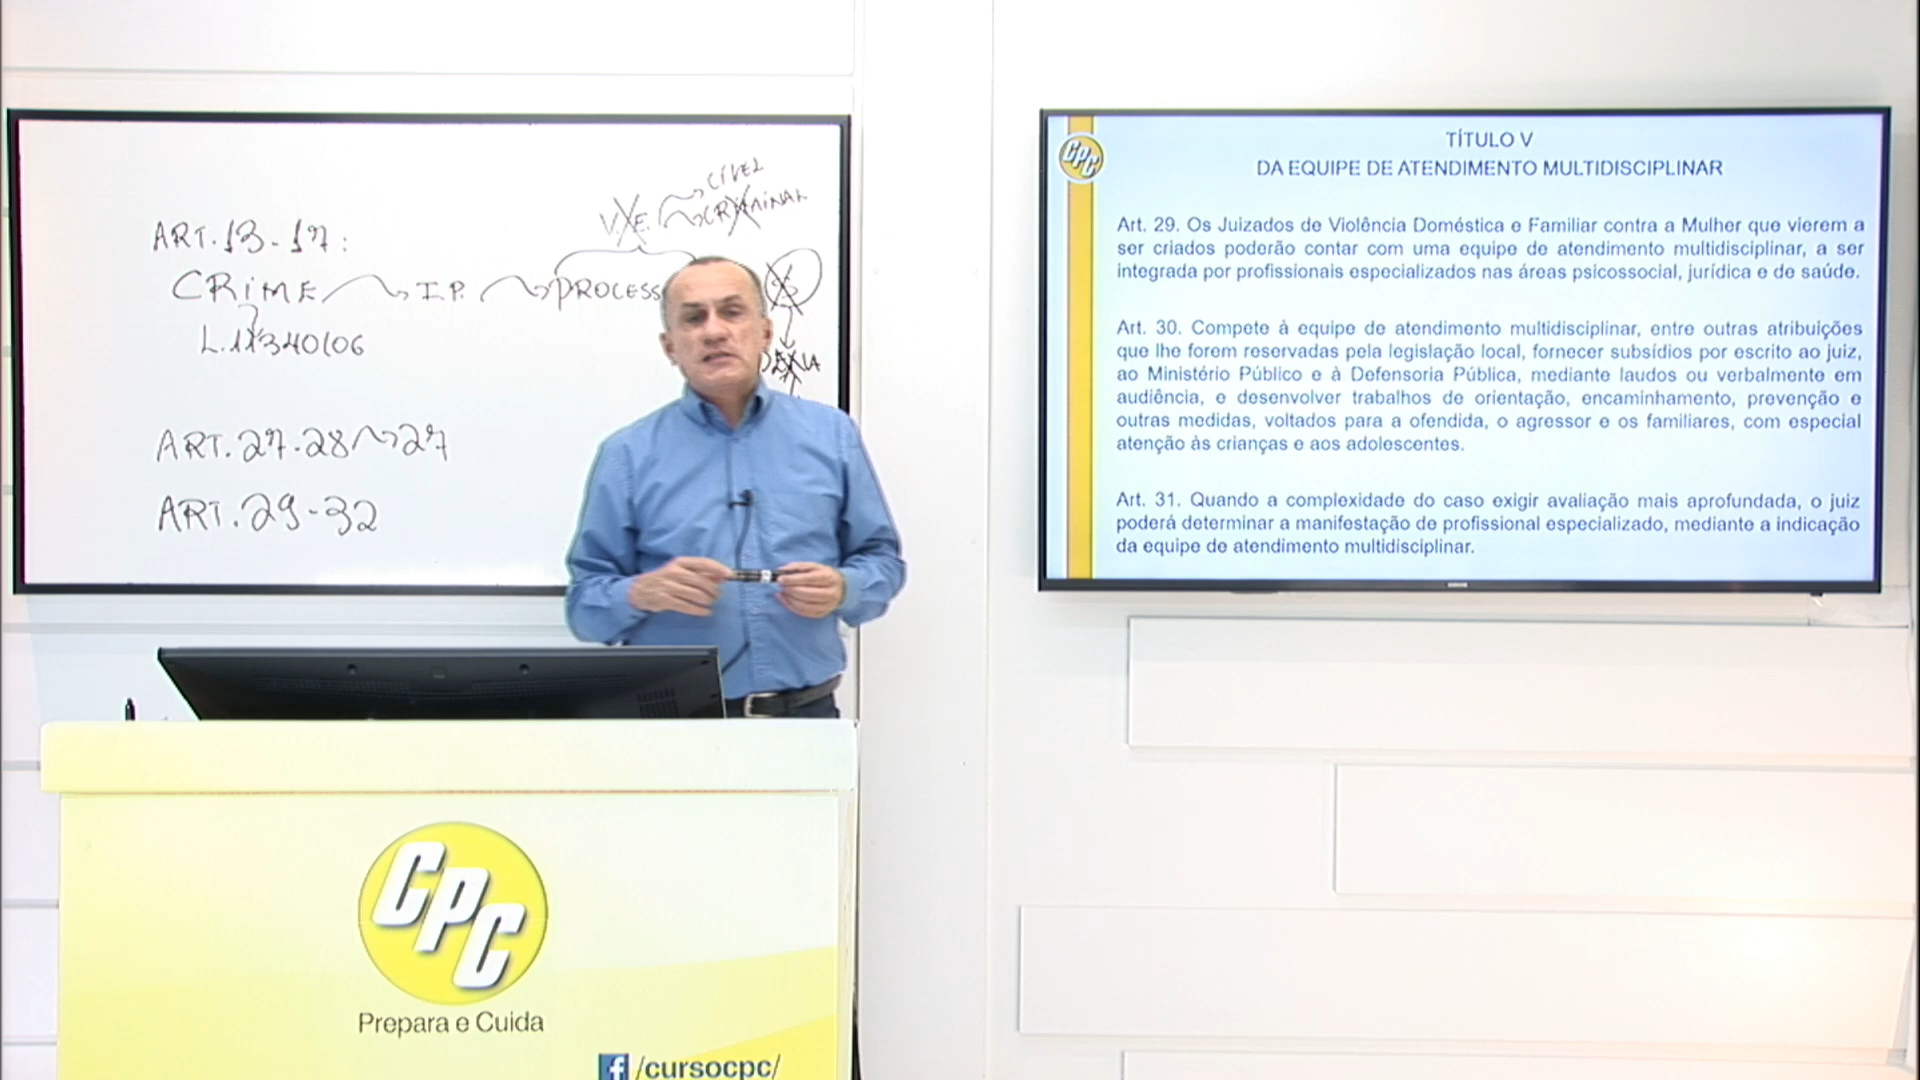 CÍVEL
V.E. CRIMINAL
ART. 13-17:
CRIME I.P. PROCESS
L.11340/06
ART. 27-28 27
ART. 29-32
CPC
TÍTULO V
DA EQUIPE DE ATENDIMENTO MULTIDISCIPLINAR
Art. 29. Os Juizados de Violência Doméstica e Familiar contra a Mulher que vierem a
ser criados poderão contar com uma equipe de atendimento multidisciplinar, a ser
integrada por profissionais especializados nas áreas psicossocial, jurídica e de saúde.
Art. 30. Compete à equipe de atendimento multidisciplinar, entre outras atribuições
que lhe forem reservadas pela legislação local, fornecer subsídios por escrito ao juiz,
ao Ministério Público e à Defensoria Pública, mediante laudos ou verbalmente em
audiência, e desenvolver trabalhos de orientação, encaminhamento, prevenção e
outras medidas, voltados para a ofendida, o agressor e os familiares, com especial
atenção às crianças e aos adolescentes.
Art. 31. Quando a complexidade do caso exigir avaliação mais aprofundada, o juiz
poderá determinar a manifestação de profissional especializado, mediante a indicação
da equipe de atendimento multidisciplinar.
CPC
Prepara e Cuida
f /cursocpc/